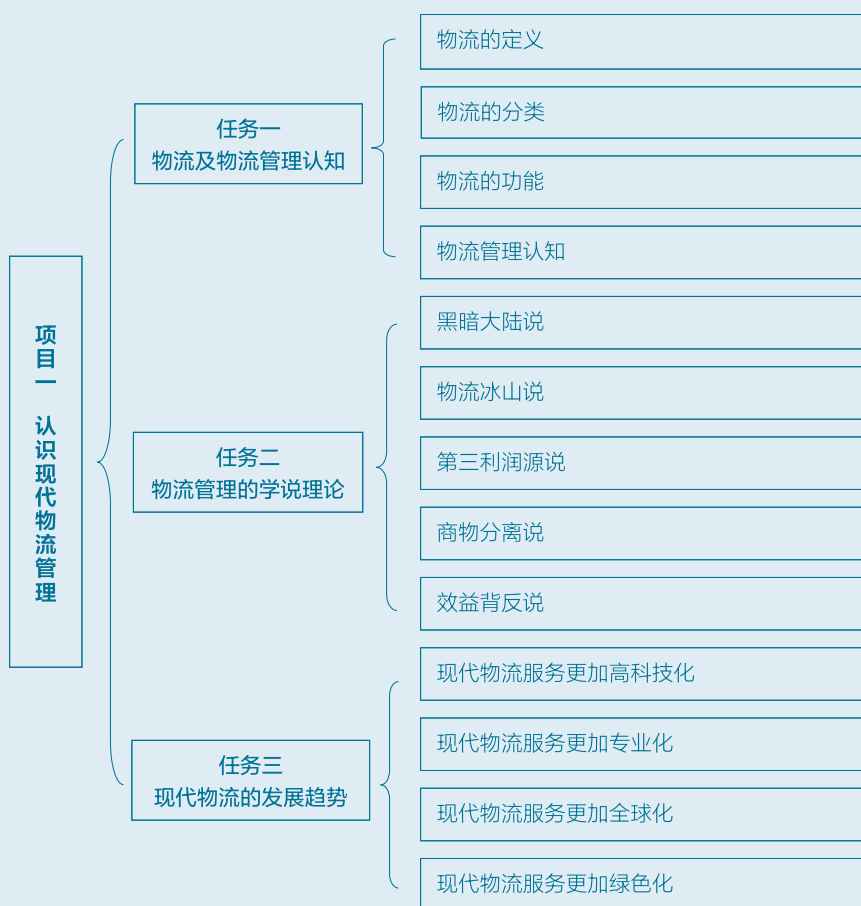 项目一 认识现代物流管理
任务一
物流及物流管理认知
物流的定义
物流的分类
物流的功能
物流管理认知
任务二
物流管理的学说理论
黑暗大陆说
物流冰山说
第三利润源说
商物分离说
效益背反说
任务三
现代物流的发展趋势
现代物流服务更加高科技化
现代物流服务更加专业化
现代物流服务更加全球化
现代物流服务更加绿色化